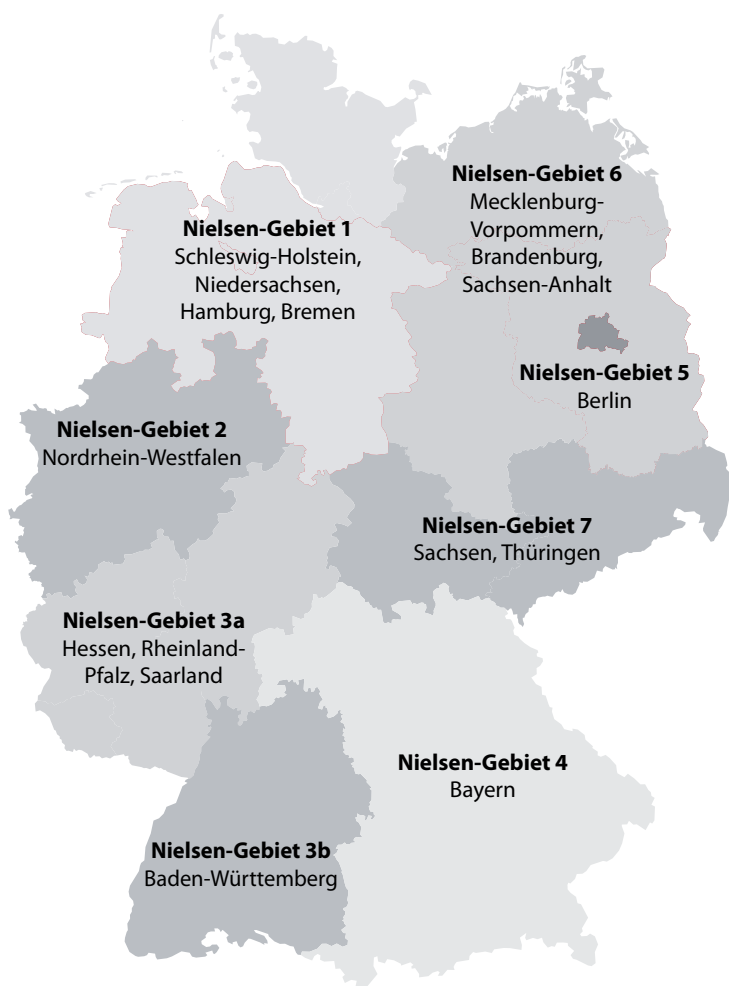 Nielsen-Gebiet 6
Mecklenburg-
Vorpommern,
Brandenburg,
Sachsen-Anhalt
Nielsen-Gebiet 1
Schleswig-Holstein,
Niedersachsen,
Hamburg, Bremen
Nielsen-Gebiet 5
Berlin
Nielsen-Gebiet 2
Nordrhein-Westfalen
Nielsen-Gebiet 7
Sachsen, Thüringen
Nielsen-Gebiet 3a
Hessen, Rheinland-
Pfalz, Saarland
Nielsen-Gebiet 4
Bayern
Nielsen-Gebiet 3b
Baden-Württemberg